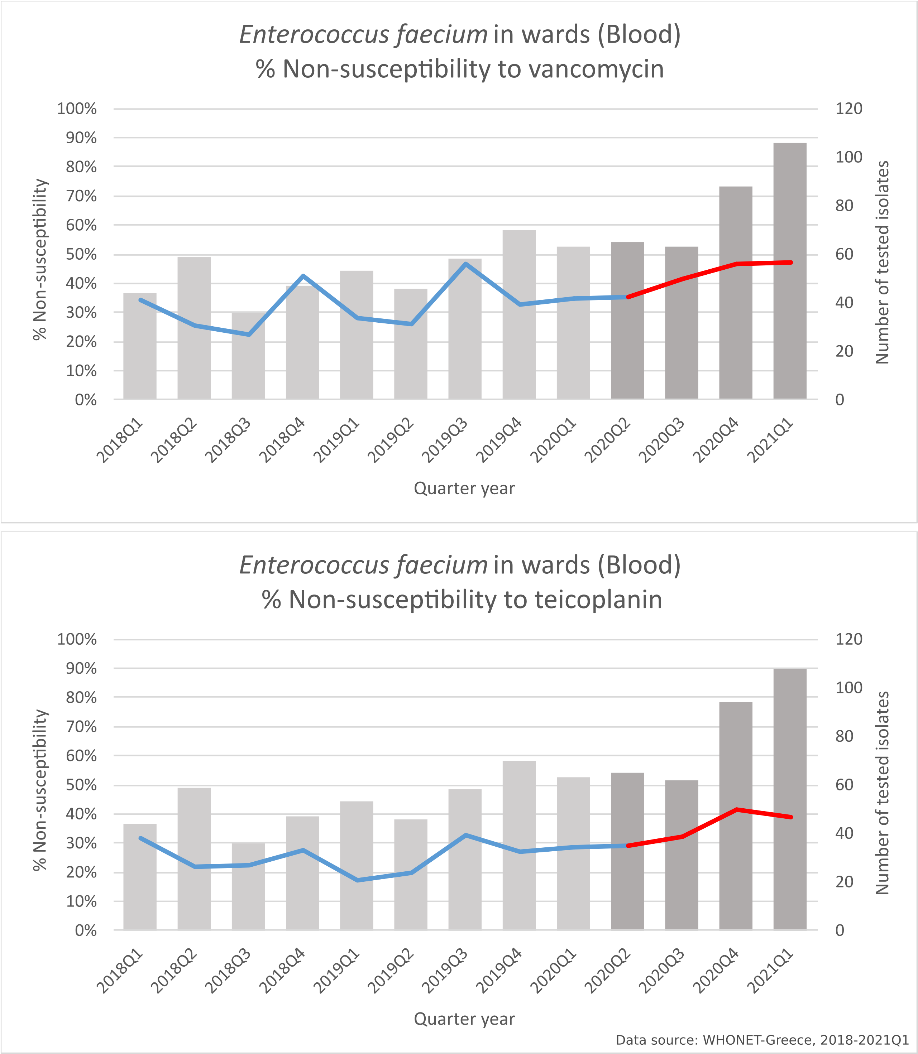 Enterococcus faecium in wards (Blood)
% Non-susceptibility to vancomycin
100%
90%
80%
70%
60%
50%
40%
30%
20%
10%
0%
% Non-susceptibility
120
100
80
60
40
20
0
Number of tested isolates
2018Q1
2018Q2
2018Q3
2018Q4
2019Q1
2019Q2
2019Q3
2019Q4
2020Q1
2020Q2
2020Q3
2020Q4
2021Q1
Quarter year
Enterococcus faecium in wards (Blood)
% Non-susceptibility to teicoplanin
100%
90%
80%
70%
60%
50%
40%
30%
20%
10%
0%
% Non-susceptibility
120
100
80
60
40
20
0
Number of tested isolates
2018Q1
2018Q2
2018Q3
2018Q4
2019Q1
2019Q2
2019Q3
2019Q4
2020Q1
2020Q2
2020Q3
2020Q4
2021Q1
Quarter year
Data source: WHONET-Greece, 2018-2021Q1